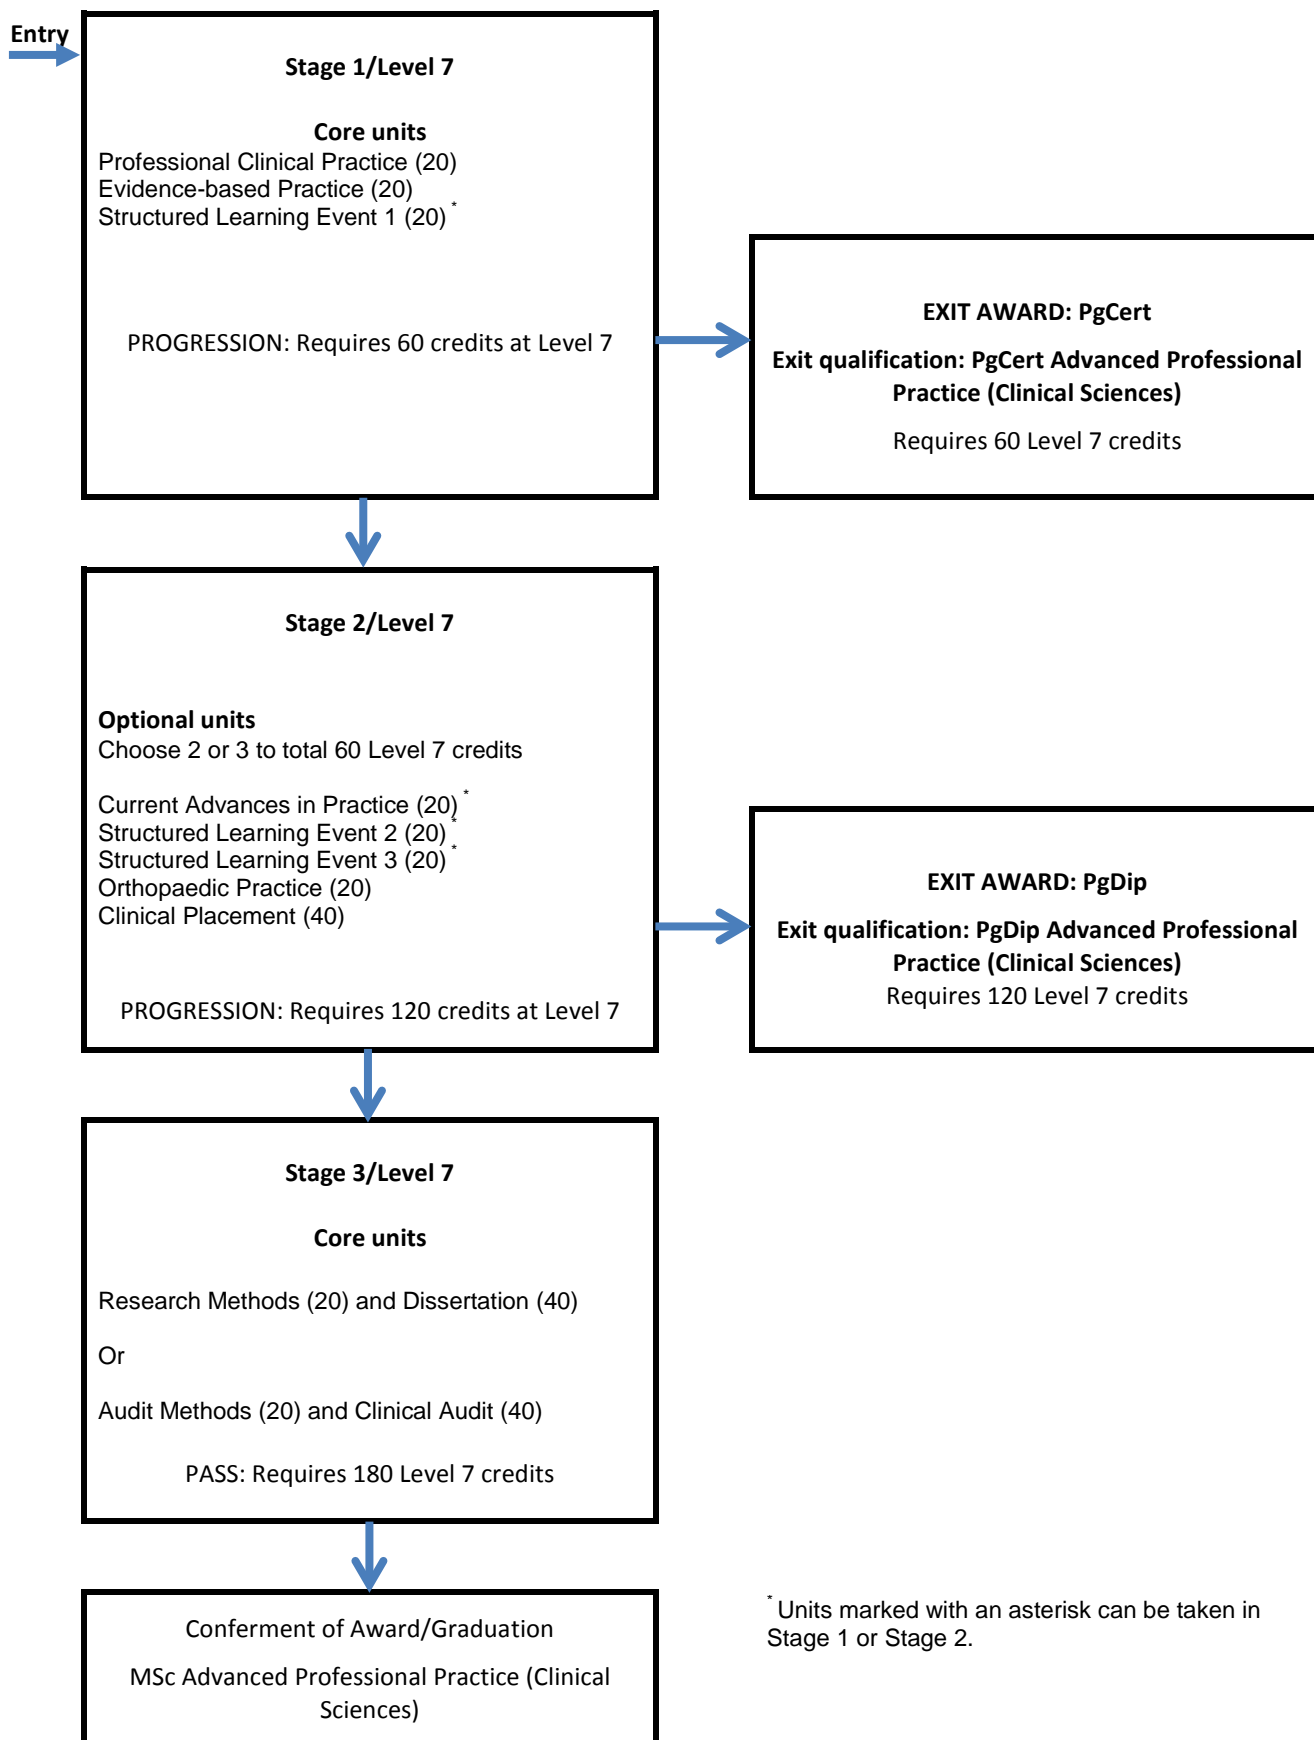 Entry
Stage 1/Level 7
Core units
Professional Clinical Practice (20)
Evidence-based Practice (20)
Structured Learning Event 1 (20) *
PROGRESSION: Requires 60 credits at Level 7
EXIT AWARD: PgCert
Exit qualification: PgCert Advanced Professional
Practice (Clinical Sciences)
Requires 60 Level 7 credits
Stage 2/Level 7
Optional units
Choose 2 or 3 to total 60 Level 7 credits
Current Advances in Practice (20) *
Structured Learning Event 2 (20) *
Structured Learning Event 3 (20) *
Orthopaedic Practice (20)
Clinical Placement (40)
PROGRESSION: Requires 120 credits at Level 7
EXIT AWARD: PgDip
Exit qualification: PgDip Advanced Professional
Practice (Clinical Sciences)
Requires 120 Level 7 credits
Stage 3/Level 7
Core units
Research Methods (20) and Dissertation (40)
Or
Audit Methods (20) and Clinical Audit (40)
PASS: Requires 180 Level 7 credits
Conferment of Award/Graduation
MSc Advanced Professional Practice (Clinical
Sciences)
* Units marked with an asterisk can be taken in
Stage 1 or Stage 2.